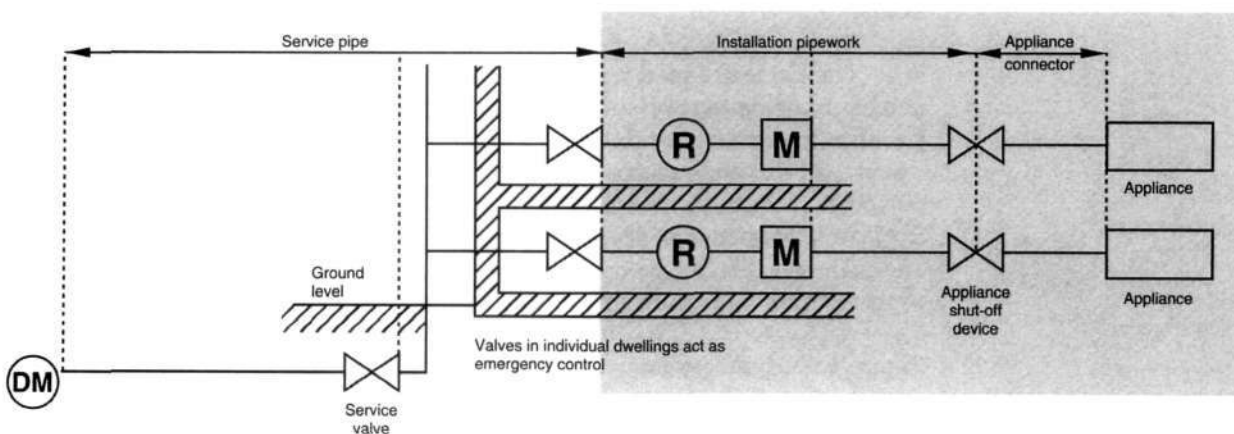 Service pipe
Installation pipework
Appliance
connector
R
M
Appliance
R
M
Ground
level
Appliance
shut-off
device
Appliance
Valves in individual dwellings act as
emergency control
DM
Service
valve